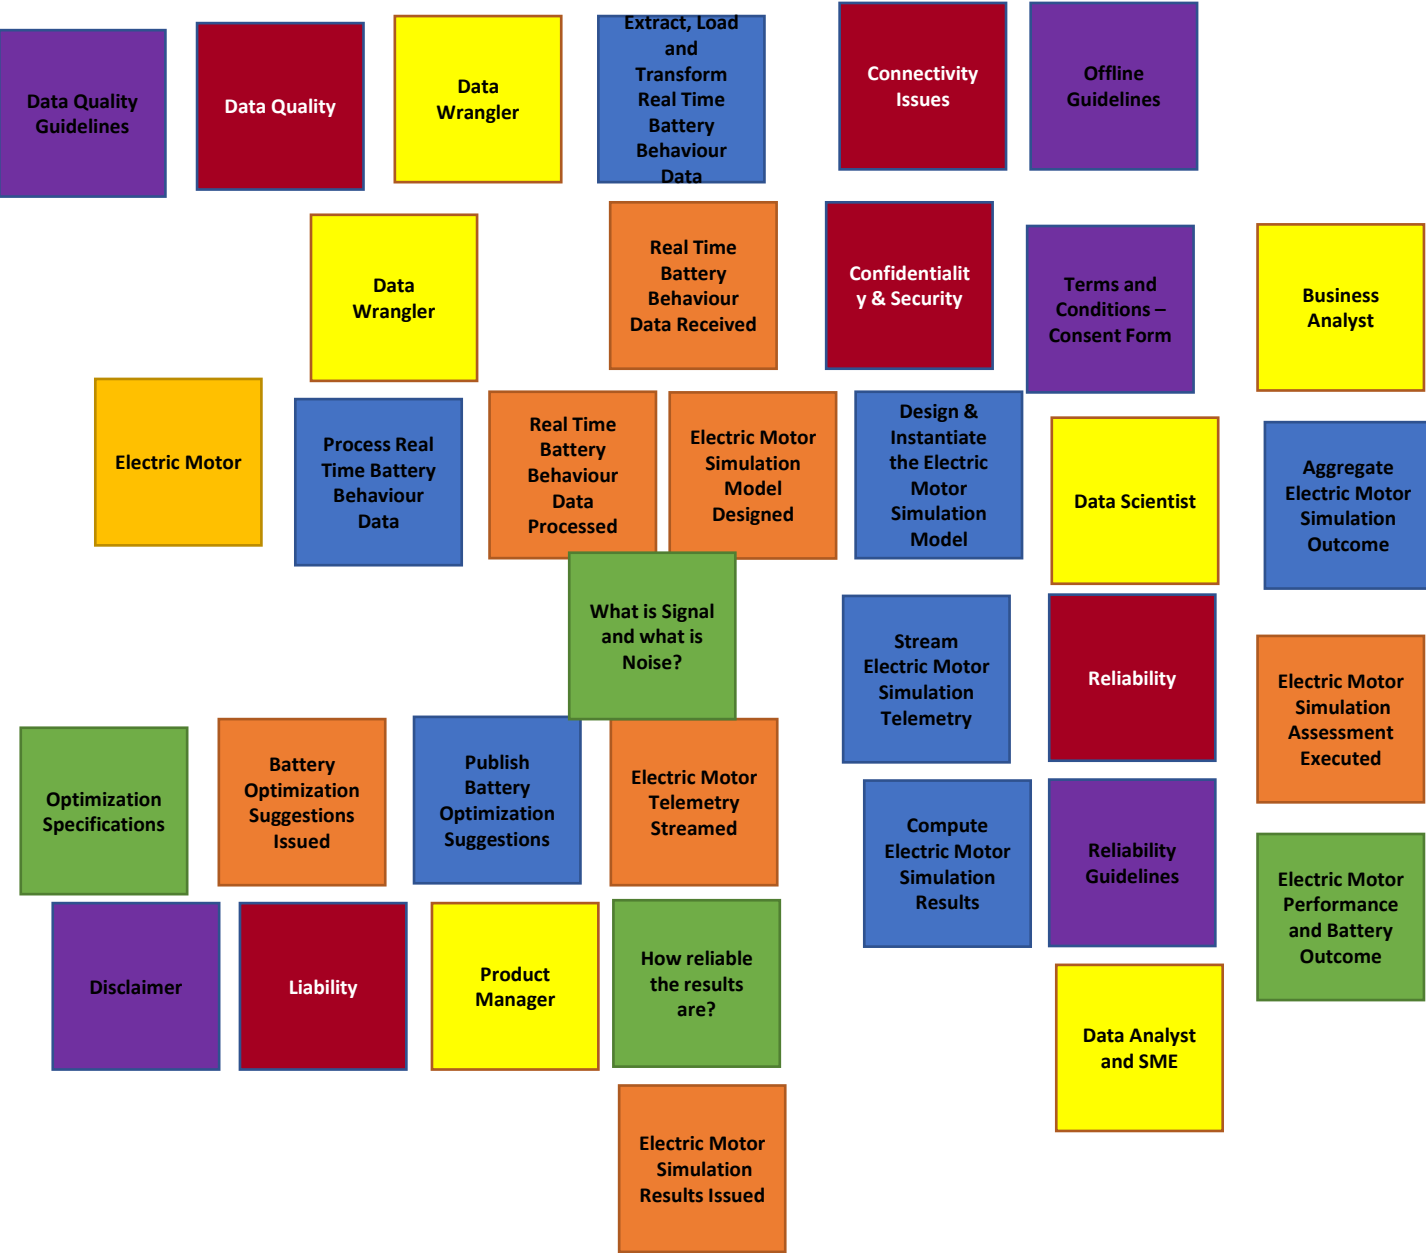 Data Quality
Guidelines
Data Quality
Data
Wrangler
Extract, Load
and
Transform
Real Time
Battery
Behaviour
Data
Connectivity
Issues
Offline
Guidelines
Data
Wrangler
Real Time
Battery
Behaviour
Data Received
Confidentialit
y & Security
Terms and
Conditions –
Consent Form
Business
Analyst
Electric Motor
Process Real
Time Battery
Behaviour
Data
Real Time
Battery
Behaviour
Data
Processed
Electric Motor
Simulation
Model
Designed
Design &
Instantiate
the Electric
Motor
Simulation
Model
Data Scientist
Aggregate
Electric Motor
Simulation
Outcome
What is Signal
and what is
Noise?
Stream
Electric Motor
Simulation
Telemetry
Reliability
Electric Motor
Simulation
Assessment
Executed
Optimization
Specifications
Battery
Optimization
Suggestions
Issued
Publish
Battery
Optimization
Suggestions
Electric Motor
Telemetry
Streamed
Compute
Electric Motor
Simulation
Results
Reliability
Guidelines
Electric Motor
Performance
and Battery
Outcome
Disclaimer
Liability
Product
Manager
How reliable
the results
are?
Data Analyst
and SME
Electric Motor
Simulation
Results Issued